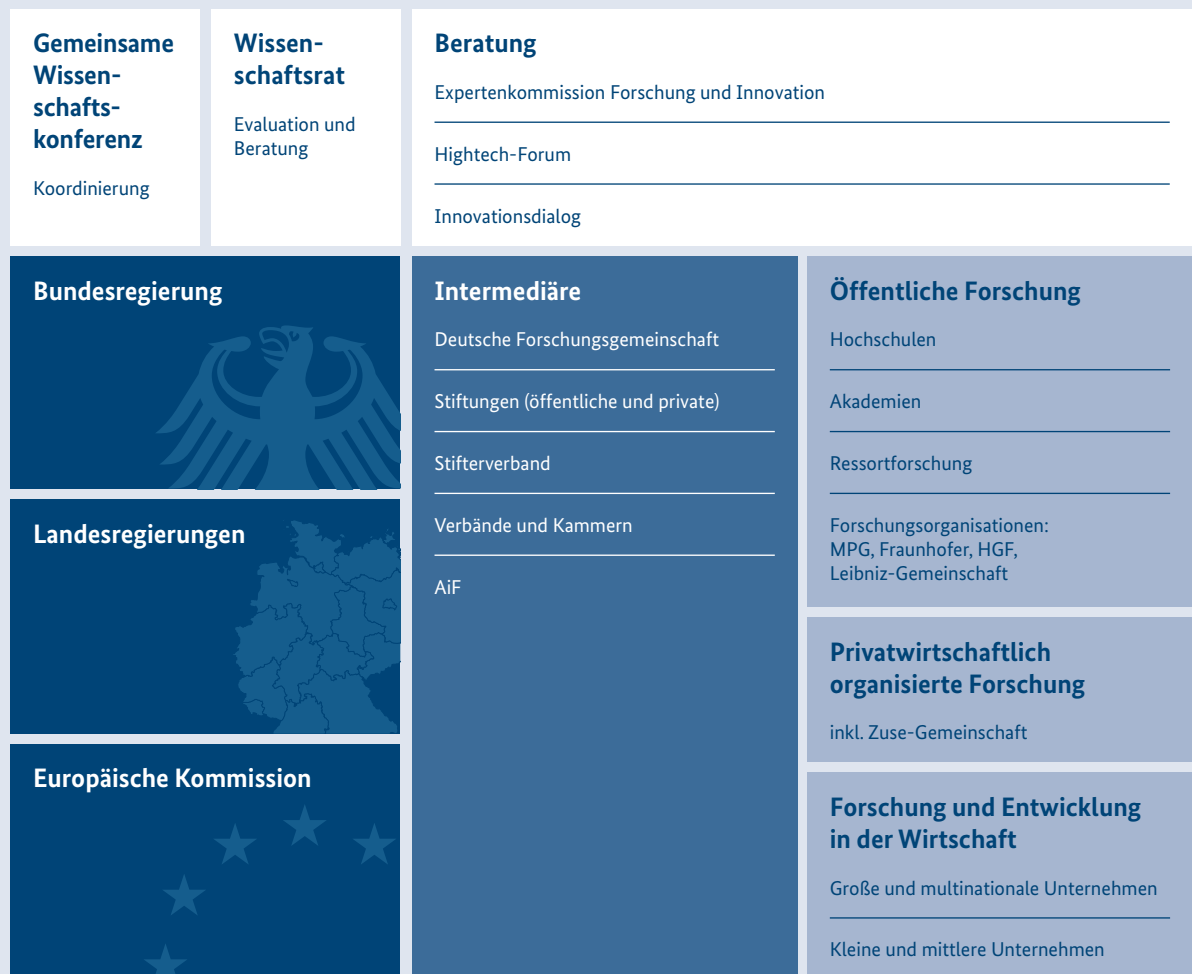 Gemeinsame
Wissen-
schafts-
konferenz
Koordinierung
Wissen-
schaftsrat
Evaluation und
Beratung
Beratung
Expertenkommission Forschung und Innovation
Hightech-Forum
Innovationsdialog
Bundesregierung
Landesregierungen
Europäische Kommission
Intermediäre
Deutsche Forschungsgemeinschaft
Stiftungen (öffentliche und private)
Stifterverband
Verbände und Kammern
AiF
Öffentliche Forschung
Hochschulen
Akademien
Ressortforschung
Forschungsorganisationen:
MPG, Fraunhofer, HGF,
Leibniz-Gemeinschaft
Privatwirtschaftlich
organisierte Forschung
inkl. Zuse-Gemeinschaft
Forschung und Entwicklung
in der Wirtschaft
Große und multinationale Unternehmen
Kleine und mittlere Unternehmen